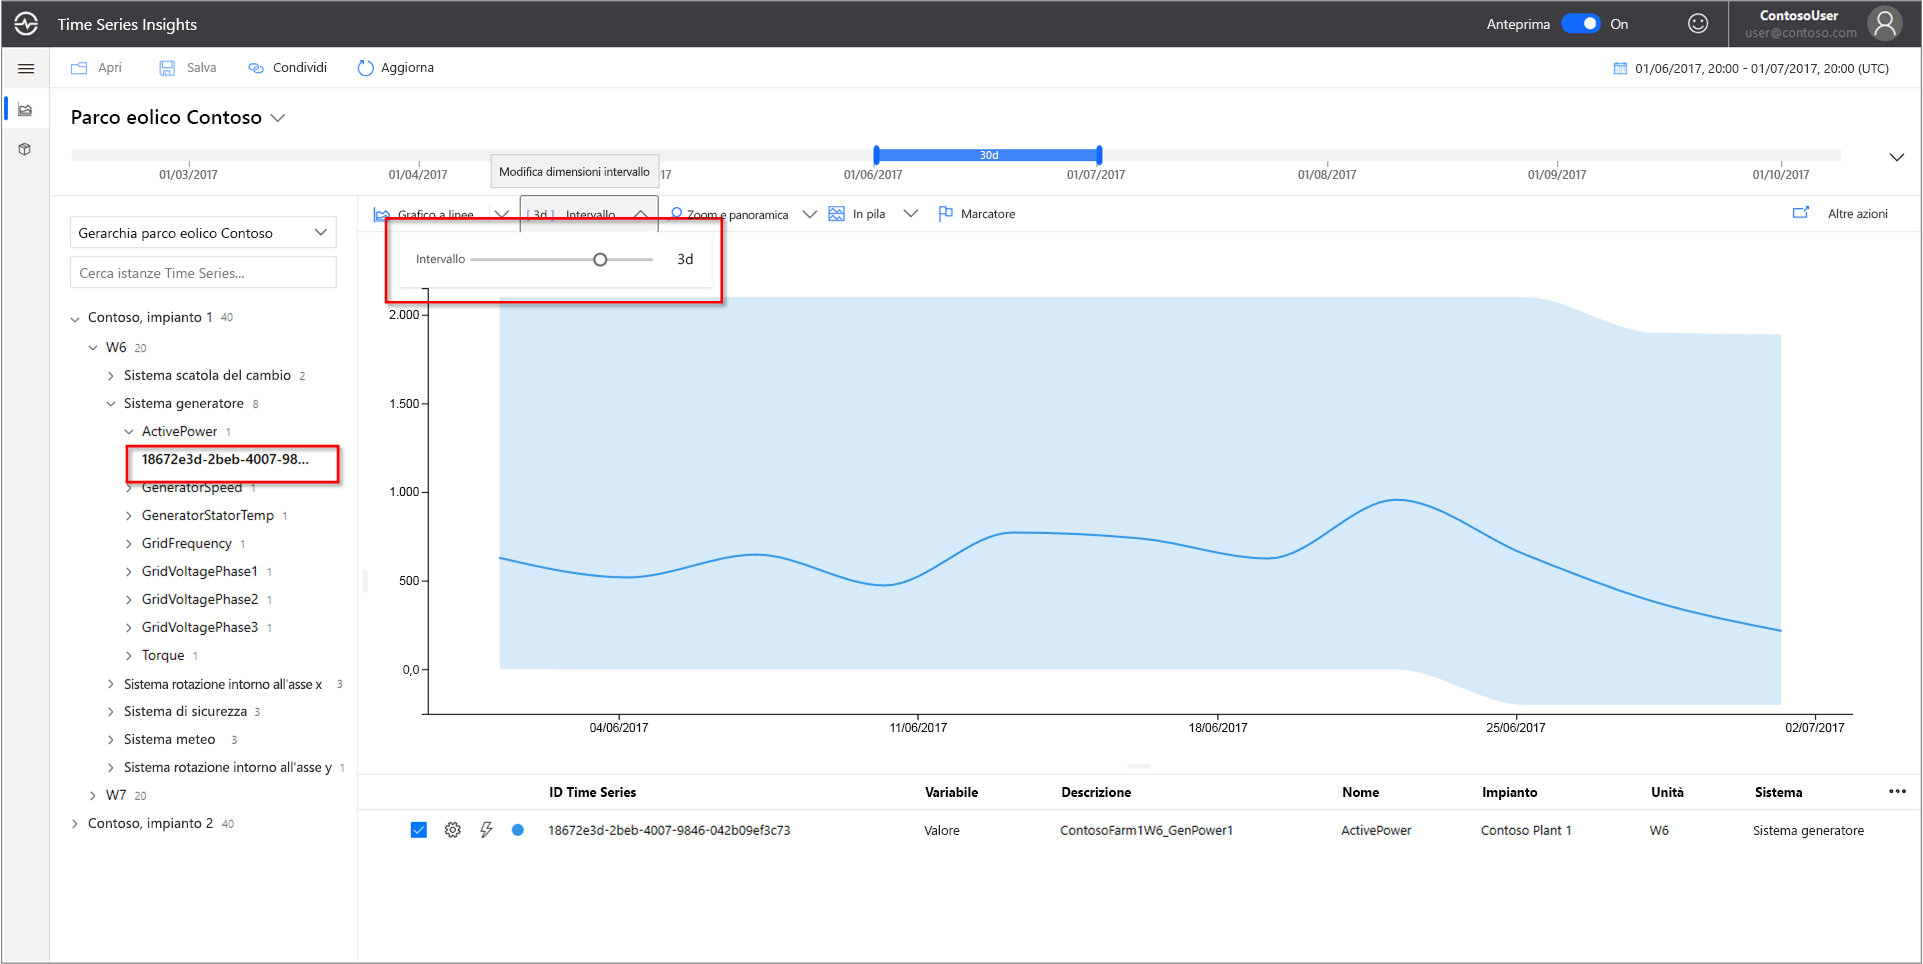 Time Series Insights
Anteprima On
ContosoUser
user@contoso.com
Apri Salva Condividi Aggiorna
01/06/2017, 20:00 - 01/07/2017, 20:00 (UTC)
Parco eolico Contoso
30d
01/03/2017 01/04/2017 17 01/06/2017 01/07/2017 01/08/2017 01/09/2017 01/10/2017
Modifica dimensioni intervallo
Gerarchia parco eolico Contoso
Cerca istanze Time Series...
Contoso, impianto 1 40
W6 20
Sistema scatola del cambio 2
Sistema generatore 8
ActivePower 1
18672e3d-2beb-4007-98...
GeneratorSpeed 1
GeneratorStatorTemp 1
GridFrequency 1
GridVoltagePhase1 1
GridVoltagePhase2 1
GridVoltagePhase3 1
Torque 1
Sistema rotazione intorno all'asse x 3
Sistema di sicurezza 3
Sistema meteo 3
Sistema rotazione intorno all'asse y 1
W7 20
Contoso, impianto 2 40
Grafico a linee [ 3d ] Intervallo Zoom e panoramica In pila Marcatore Altre azioni
Intervallo 3d
2.000
1.500
1.000
500
0,0
04/06/2017 11/06/2017 18/06/2017 25/06/2017 02/07/2017
ID Time Series Variabile Descrizione Nome Impianto Unità Sistema
18672e3d-2beb-4007-9846-042b09ef3c73 Valore ContosoFarm1W6_GenPower1 ActivePower Contoso Plant 1 W6 Sistema generatore